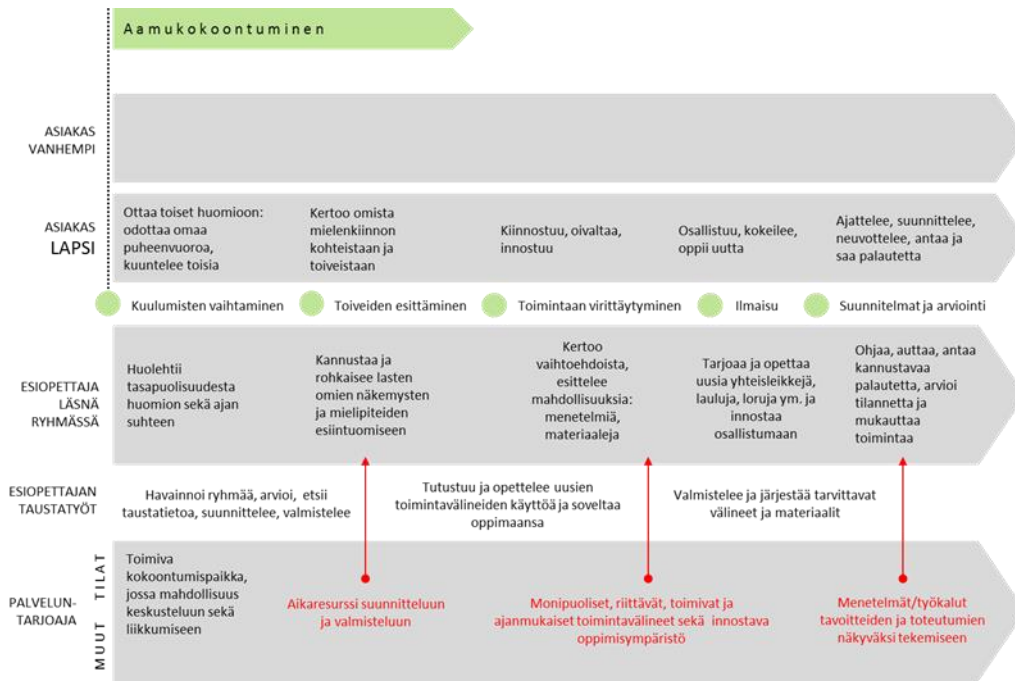 Aamukokoontuminen
ASIAKAS
VANHEMPI
ASIAKAS
LAPSI
Ottaa toiset huomioon:
odottaa omaa
puheenvuoroa,
kuuntelee toisia
Kertoo omista
mielenkiinnon
kohteistaan ja
toiveistaan
Kiinnostuu, oivaltaa,
innostuu
Osallistuu, kokeilee,
oppii uutta
Ajattelee, suunnittelee,
neuvottelee, antaa ja
saa palautetta
Kuulumisten vaihtaminen
Toiveiden esittäminen
Toimintaan virittäytyminen
Ilmaisu
Suunnitelmat ja arviointi
ESIOPETTAJA
LÄSNÄ
RYHMÄSSÄ
Huolehtii
tasapuolisuudesta
huomion sekä ajan
suhteen
Kannustaa ja
rohkaisee lasten
omien näkemysten
ja mielipiteiden
esiintuomiseen
Kertoo
vaihtoehdoista,
esittelee
mahdollisuuksia:
menetelmiä,
materiaaleja
Tarjoaa ja opettaa
uusia yhteisleikkejä,
lauluja, loruja ym. ja
innostaa
osallistumaan
Ohjaa, auttaa, antaa
kannustavaa
palautetta, arvioi
tilannetta ja
mukauttaa
toimintaa
ESIOPETTAJAN
TAUSTATYÖT
Havainnoi ryhmää, arvioi, etsii
taustatietoa, suunnittelee, valmistelee
Tutustuu ja opettelee uusien
toimintavälineiden käyttöä ja soveltaa
oppimaansa
Valmistelee ja järjestää tarvittavat
välineet ja materiaalit
PALVELUN-
TARJOAJA
MUUT TILAT
Toimiva
kokoontumispaikka,
jossa mahdollisuus
keskusteluun sekä
liikkumiseen
Aikaresurssi suunnitteluun
ja valmisteluun
Monipuoliset, riittävät, toimivat ja
ajanmukaiset toimintavälineet sekä innostava
oppimisympäristö
Menetelmät/työkalut
tavoitteiden ja toteutumien
näkyväksi tekemiseen